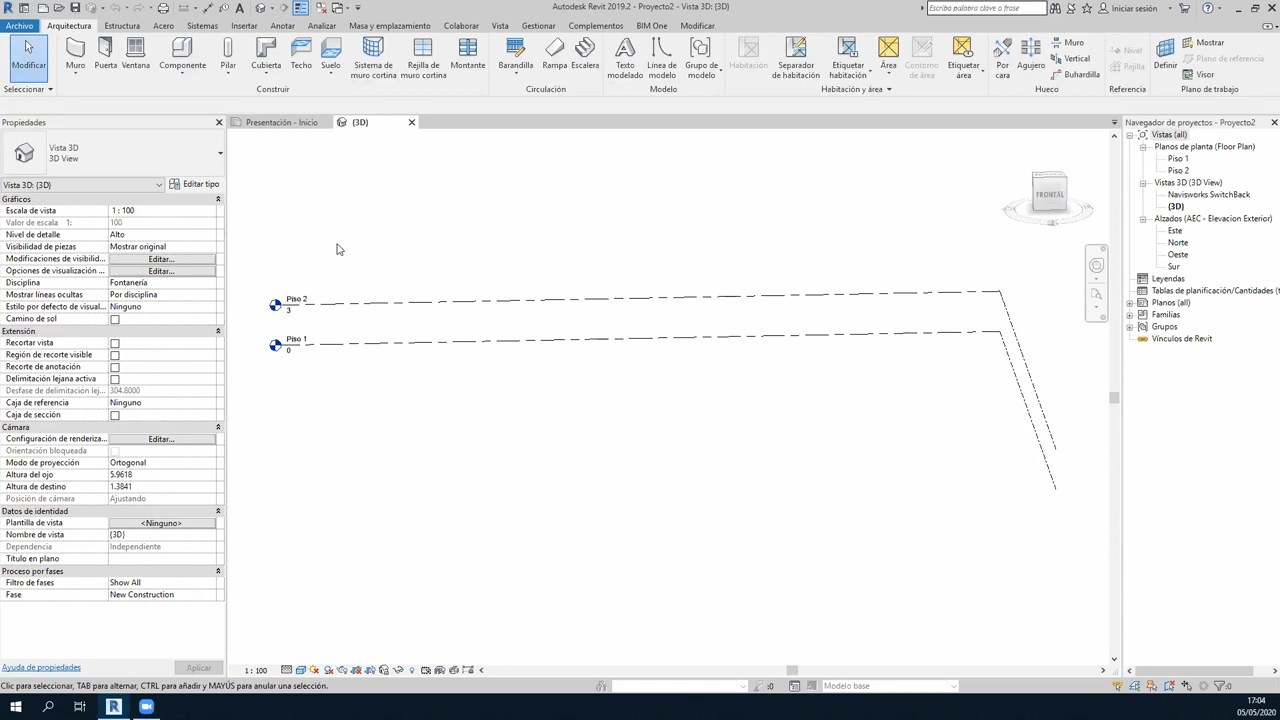 Autodesk Revit 2019.2 - Proyecto2 - Vista 3D: {3D}
Escriba palabra clave o frase
Iniciar sesión
Archivo Arquitectura Estructura Acero Sistemas Insertar Anotar Analizar Masa y emplazamiento Colaborar Vista Gestionar Complementos BIM One Modificar
Modificar
Seleccionar
Muro Puerta Ventana Componente Pilar Cubierta Techo Suelo Sistema de muro cortina Rejilla de muro cortina Montante
Construir
Barandilla Rampa Escalera
Circulación
Texto modelado Línea de modelo Grupo de modelo
Modelo
Habitación Separador de habitación Etiquetar habitación Área Contorno de área Etiquetar área
Habitación y área
Por cara Agujero Muro Vertical Buhardilla
Hueco
Nivel
Rejilla
Referencia
Definir Mostrar Plano de referencia Visor
Plano de trabajo
Propiedades
Vista 3D
3D View
Vista 3D: {3D}
Editar tipo
Gráficos
Escala de vista 1 : 100
Valor de escala 1: 100
Nivel de detalle Alto
Visibilidad de piezas Mostrar original
Modificaciones de visibilid... Editar...
Opciones de visualización ... Editar...
Disciplina Fontanería
Mostrar líneas ocultas Por disciplina
Estilo por defecto de visual... Ninguno
Camino de sol
Extensión
Recortar vista
Región de recorte visible
Recorte de anotación
Delimitación lejana activa
Desfase de delimitación lej... 304.8000
Caja de referencia Ninguno
Caja de sección
Cámara
Configuración de renderiza... Editar...
Orientación bloqueada
Modo de proyección Ortogonal
Altura del ojo 5.9618
Altura de destino 1.3841
Posición de cámara Ajustando
Datos de identidad
Plantilla de vista <Ninguno>
Nombre de vista {3D}
Dependencia Independiente
Título en plano
Proceso por fases
Filtro de fases Show All
Fase New Construction
Ayuda de propiedades
Aplicar
Presentación - Inicio
{3D}
FRONTAL
Piso 2
3
Piso 1
0
1 : 100
Navegador de proyectos - Proyecto2
Vistas (all)
Planos de planta (Floor Plan)
Piso 1
Piso 2
Vistas 3D (3D View)
Navisworks SwitchBack
{3D}
Alzados (AEC - Elevacion Exterior)
Este
Norte
Oeste
Sur
Leyendas
Tablas de planificación/Cantidades (t
Planos (all)
Familias
Grupos
Vínculos de Revit
Clic para seleccionar, TAB para alternar, CTRL para añadir y MAYÚS para anular una selección.
:0
Modelo base
:0
17:04
05/05/2020